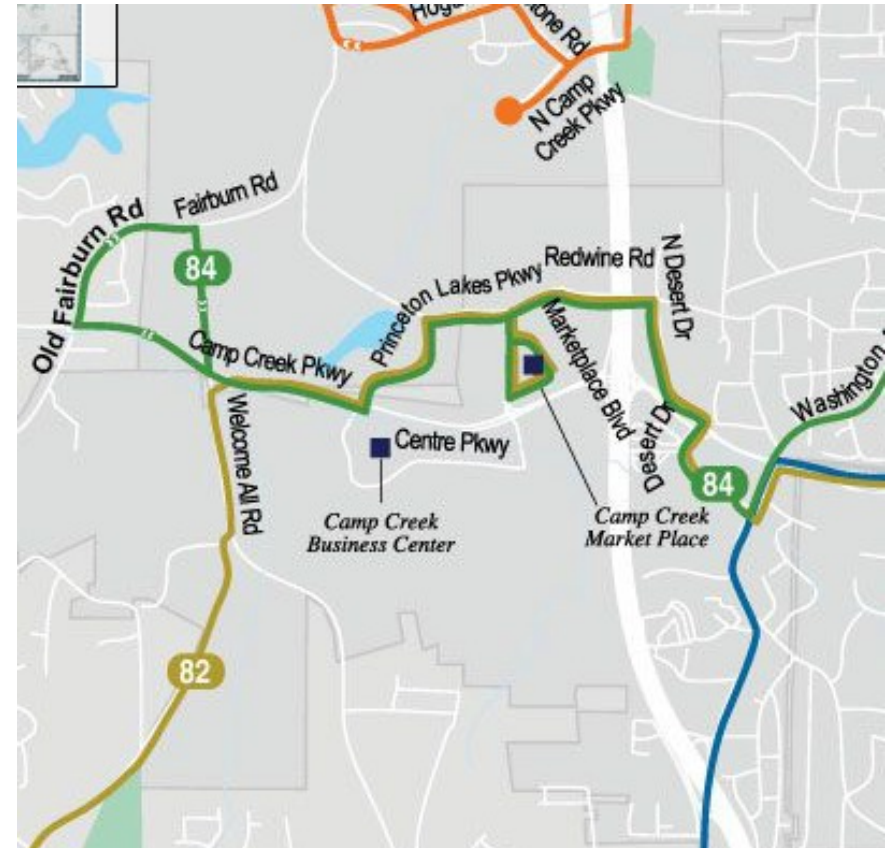 N Camp
Creek Pkwy
Fairburn Rd
Old Fairburn Rd
84
Redwine Rd
N Desert Dr
Princeton Lakes Pkwy
Marketplace Blvd
Camp Creek Pkwy
Washington
Welcome All Rd
Centre Pkwy
Desert Dr
84
Camp Creek
Business Center
Camp Creek
Market Place
82